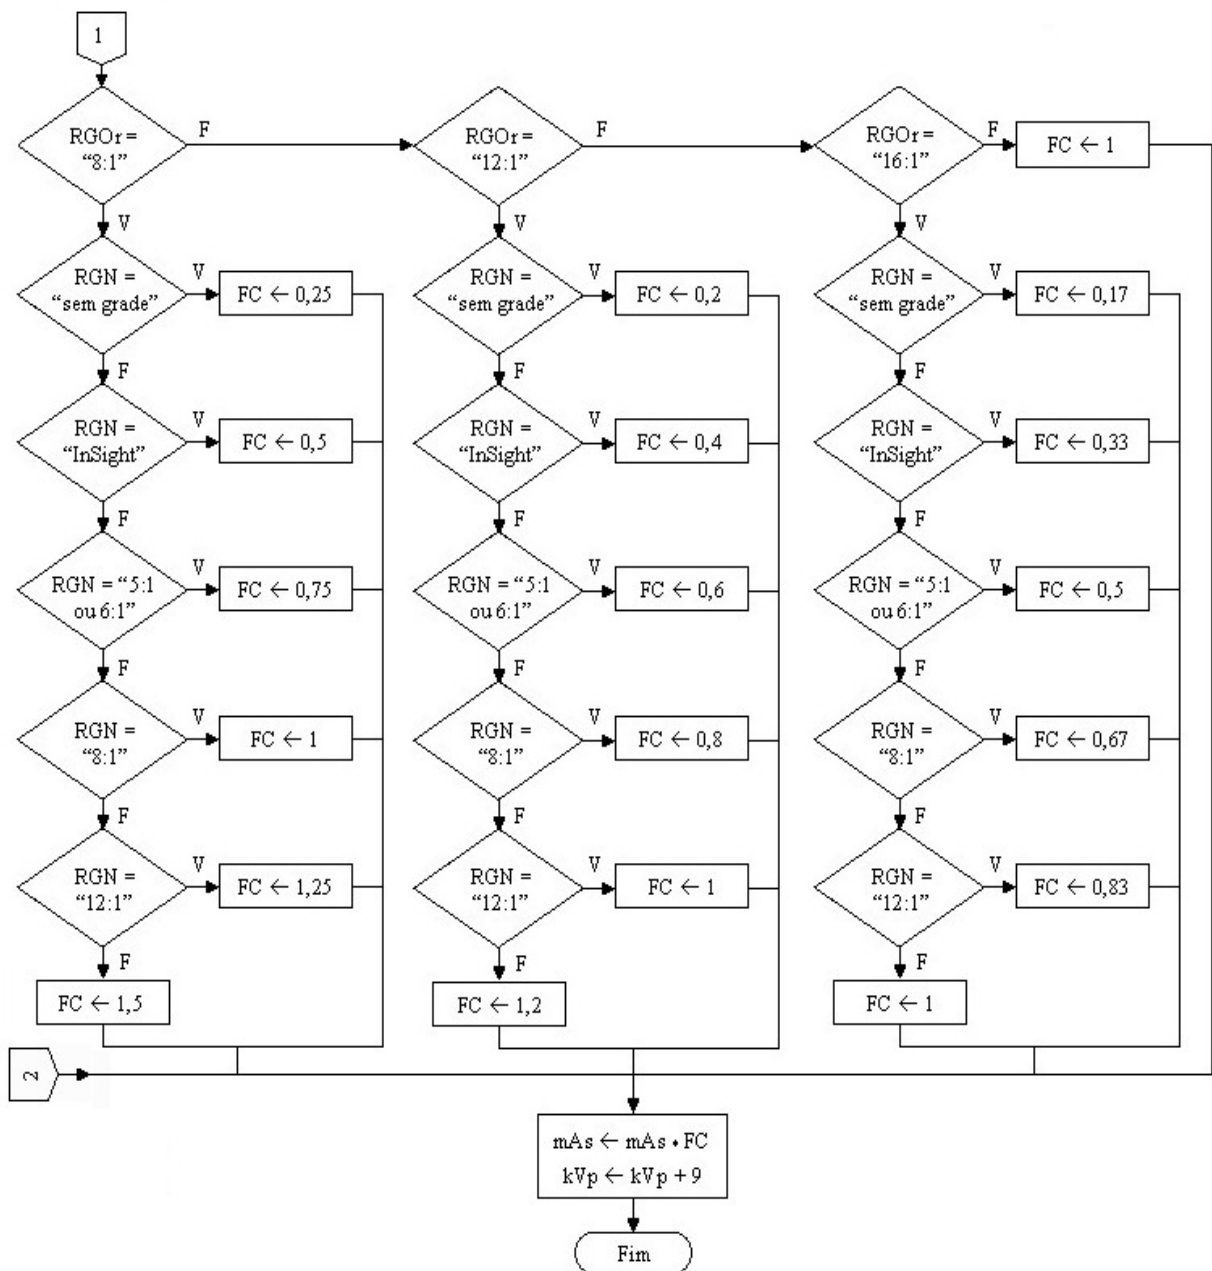 1
RGOr =
“8:1”
F
RGOr =
“12:1”
F
RGOr =
“16:1”
F
FC ← 1
V
V
V
RGN =
“sem grade”
V
FC ← 0,25
RGN =
“sem grade”
V
FC ← 0,2
RGN =
“sem grade”
V
FC ← 0,17
F
F
F
RGN =
“InSight”
V
FC ← 0,5
RGN =
“InSight”
V
FC ← 0,4
RGN =
“InSight”
V
FC ← 0,33
F
F
F
RGN = “5:1
ou 6:1”
V
FC ← 0,75
RGN = “5:1
ou 6:1”
V
FC ← 0,6
RGN = “5:1
ou 6:1”
V
FC ← 0,5
F
F
F
RGN =
“8:1”
V
FC ← 1
RGN =
“8:1”
V
FC ← 0,8
RGN =
“8:1”
V
FC ← 0,67
F
F
F
RGN =
“12:1”
V
FC ← 1,25
RGN =
“12:1”
V
FC ← 1
RGN =
“12:1”
V
FC ← 0,83
F
F
F
FC ← 1,5
FC ← 1,2
FC ← 1
2
mAs ← mAs • FC
kVp ← kVp + 9
Fim